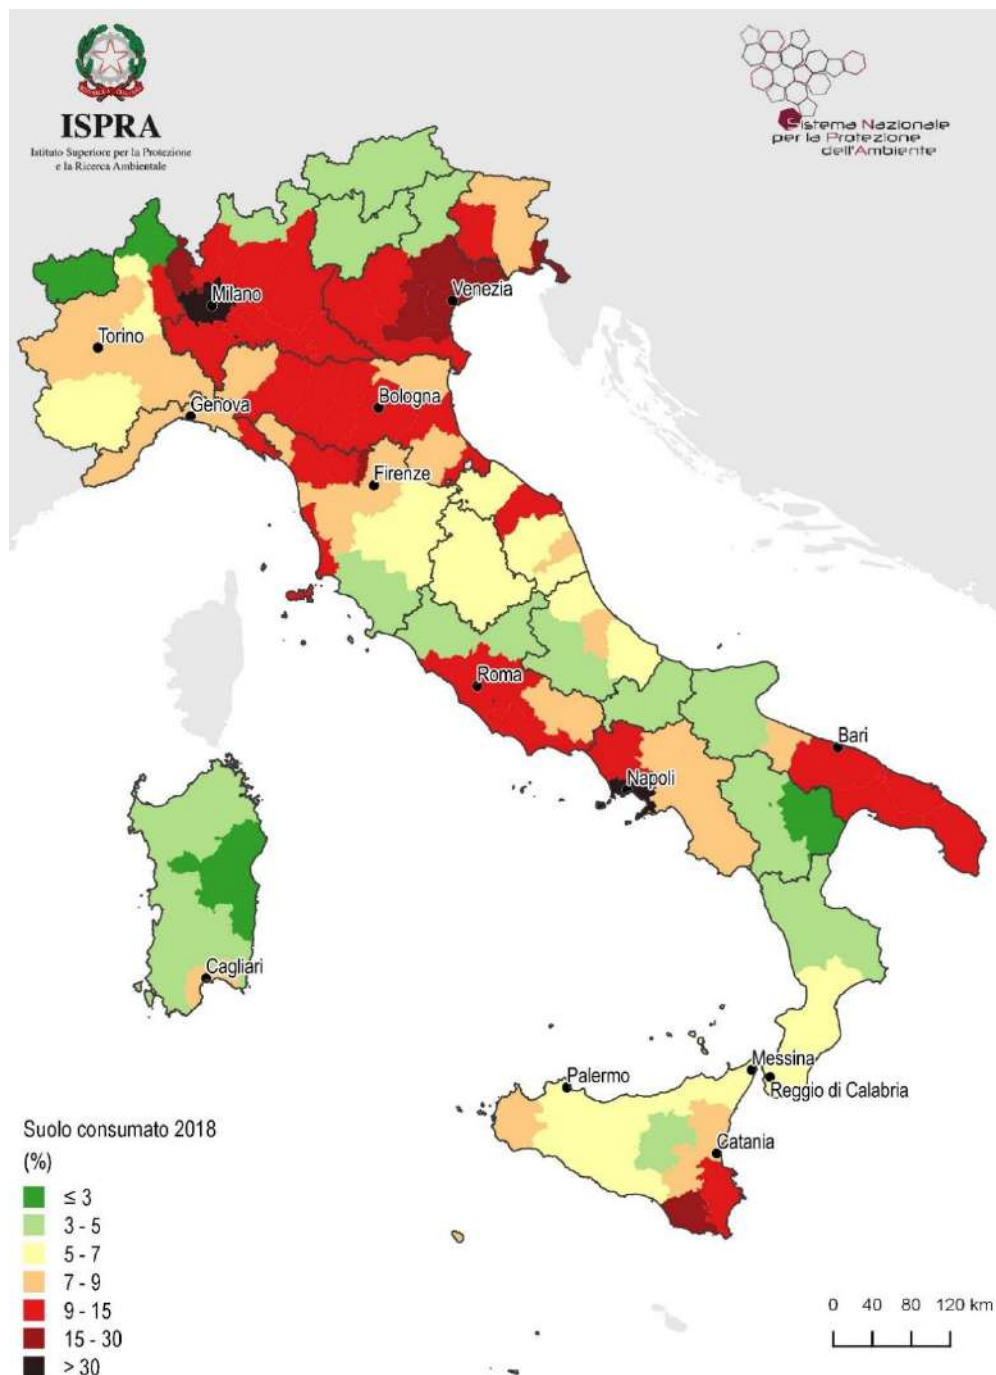 ISPRA
Istituto Superiore per la Protezione
e la Ricerca Ambientale
Sistema Nazionale
per la Protezione
dell'Ambiente
Milano
Venezia
Torino
Genova
Bologna
Firenze
Roma
Bari
Napoli
Cagliari
Messina
Palermo
Reggio di Calabria
Catania
Suolo consumato 2018
(%)
≤ 3
3 - 5
5 - 7
7 - 9
9 - 15
15 - 30
> 30
0 40 80 120 km